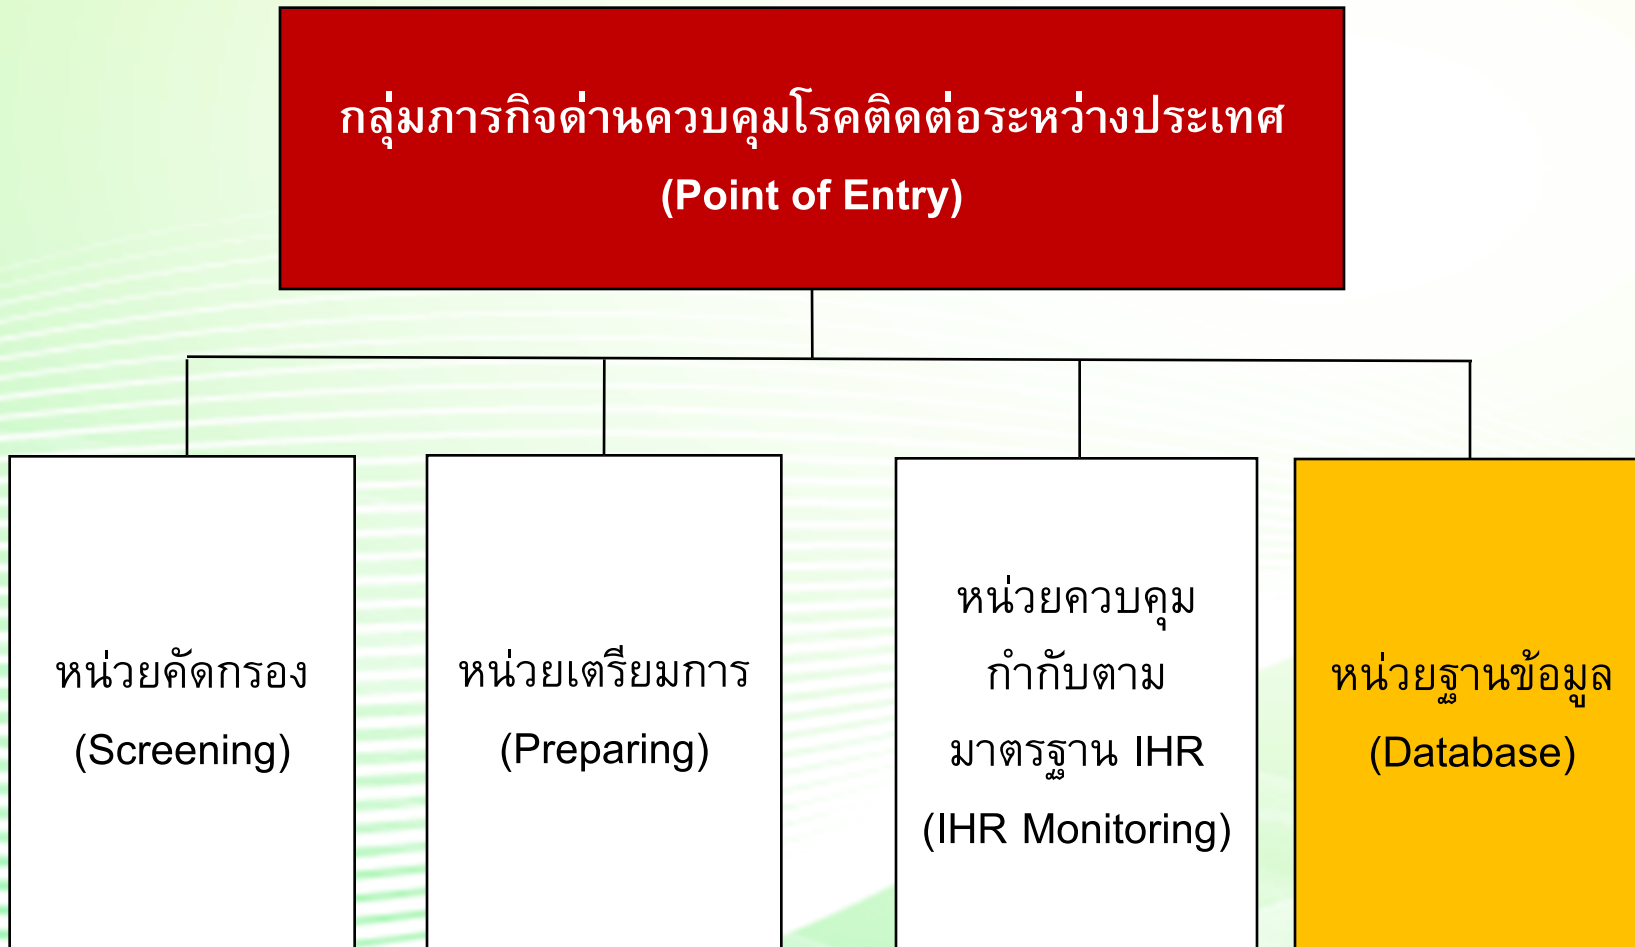 กลุ่มภารกิจด่านควบคุมโรคติดต่อระหว่างประเทศ
(Point of Entry)
หน่วยคัดกรอง
(Screening)
หน่วยเตรียมการ
(Preparing)
หน่วยควบคุม
กำกับตาม
มาตรฐาน IHR
(IHR Monitoring)
หน่วยฐานข้อมูล
(Database)